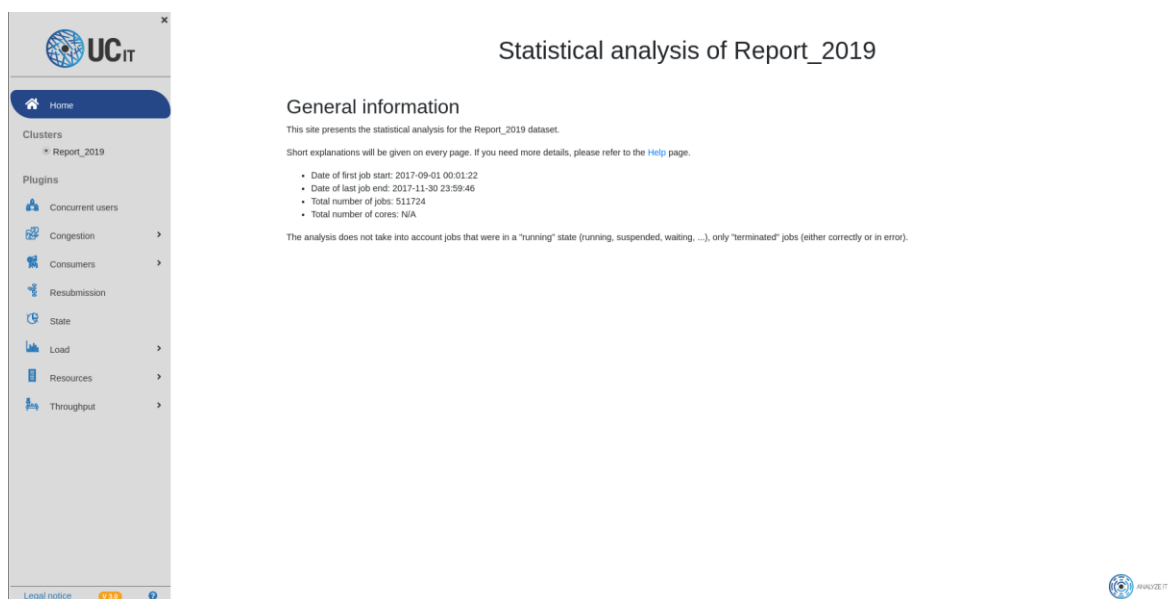 ×
UCIT
Home
Clusters
Report_2019
Plugins
Concurrent users
Congestion
Consumers
Resubmission
State
Load
Resources
Throughput
Legal notice
V 3.0
?
Statistical analysis of Report_2019
General information
This site presents the statistical analysis for the Report_2019 dataset.
Short explanations will be given on every page. If you need more details, please refer to the Help page.
• Date of first job start: 2017-09-01 00:01:22
• Date of last job end: 2017-11-30 23:59:46
• Total number of jobs: 511724
• Total number of cores: N/A
The analysis does not take into account jobs that were in a "running" state (running, suspended, waiting, ...), only "terminated" jobs (either correctly or in error).
ANALYZE IT